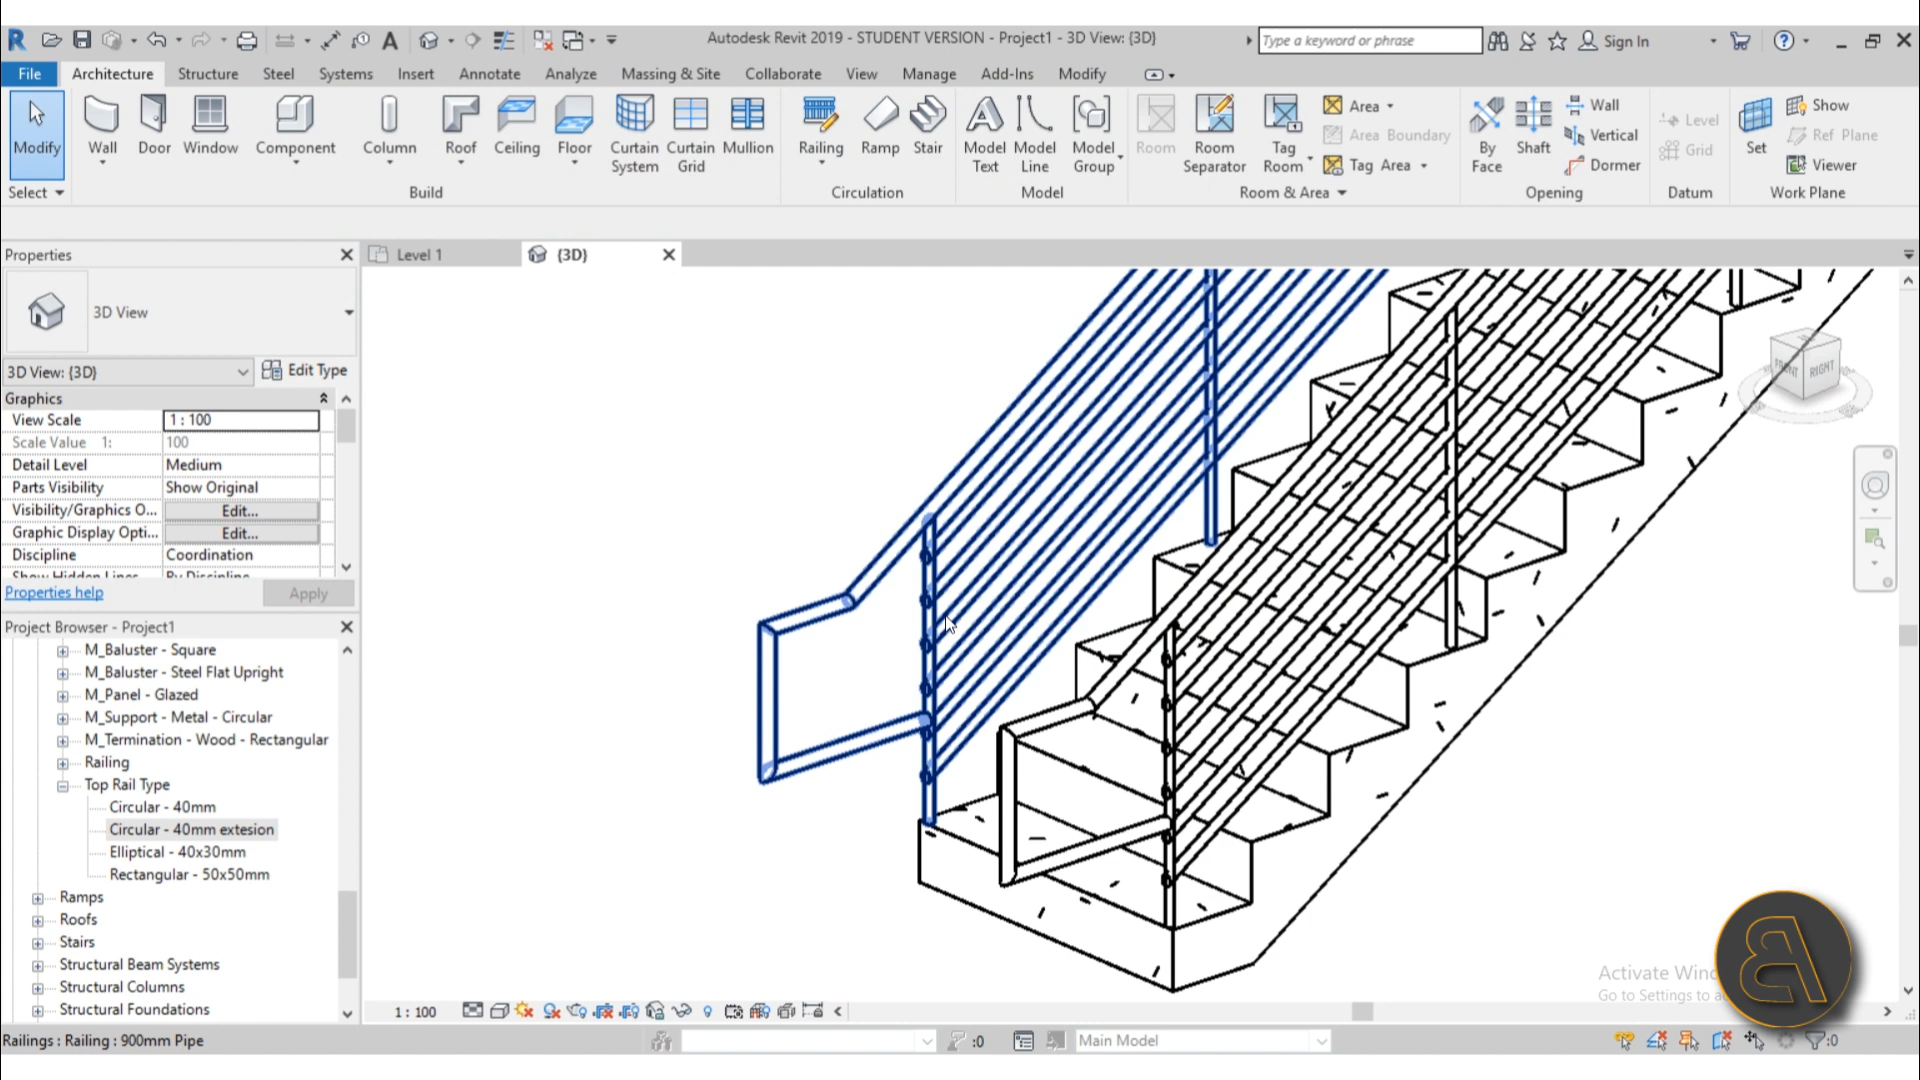 Autodesk Revit 2019 - STUDENT VERSION - Project1 - 3D View: {3D}
Type a keyword or phrase
Sign In
File Architecture Structure Steel Systems Insert Annotate Analyze Massing & Site Collaborate View Manage Add-Ins Modify
Modify
Wall
Door
Window
Component
Column
Roof
Ceiling
Floor
Curtain System
Curtain Grid
Mullion
Railing
Ramp
Stair
Model Text
Model Line
Model Group
Room
Room Separator
Tag Room
Area
Area Boundary
Tag Area
By Face
Shaft
Wall
Vertical
Dormer
Level
Grid
Set
Show
Ref Plane
Viewer
Select Build Circulation Model Room & Area Opening Datum Work Plane
Properties
Level 1
{3D}
3D View
3D View: {3D}
Edit Type
Graphics
View Scale 1 : 100
Scale Value 1: 100
Detail Level Medium
Parts Visibility Show Original
Visibility/Graphics O... Edit...
Graphic Display Opti... Edit...
Discipline Coordination
Show Hidden Lines By Discipline
Properties help
Apply
FRONT RIGHT
Project Browser - Project1
M_Baluster - Square
M_Baluster - Steel Flat Upright
M_Panel - Glazed
M_Support - Metal - Circular
M_Termination - Wood - Rectangular
Railing
Top Rail Type
Circular - 40mm
Circular - 40mm extesion
Elliptical - 40x30mm
Rectangular - 50x50mm
Ramps
Roofs
Stairs
Structural Beam Systems
Structural Columns
Structural Foundations
Activate
Go to Settings to
1 : 100
Railings : Railing : 900mm Pipe
:0
Main Model
:0